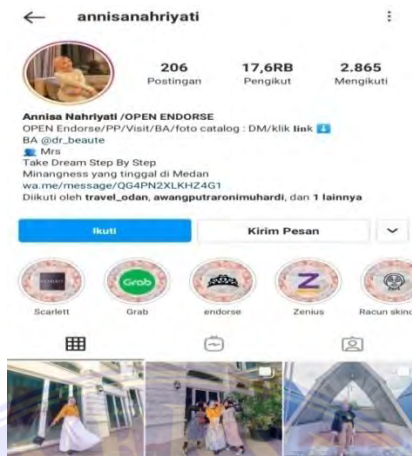 annisanahriyati
206 17,6RB 2.865
Postingan Pengikut Mengikuti
Annisa Nahriyati /OPEN ENDORSE
OPEN Endorse/PP/Visit/BA/foto catalog : DM/klik link
BA @dr_beaute
Mrs
Take Dream Step By Step
Minangness yang tinggal di Medan
wa.me/message/QG4PN2XLKHZ4G1
Diikuti oleh travel_odan, awangputraronimuhardi, dan 1 lainnya
Ikuti Kirim Pesan
Grab
Scarlett Grab endorse Zenius Racun skinc